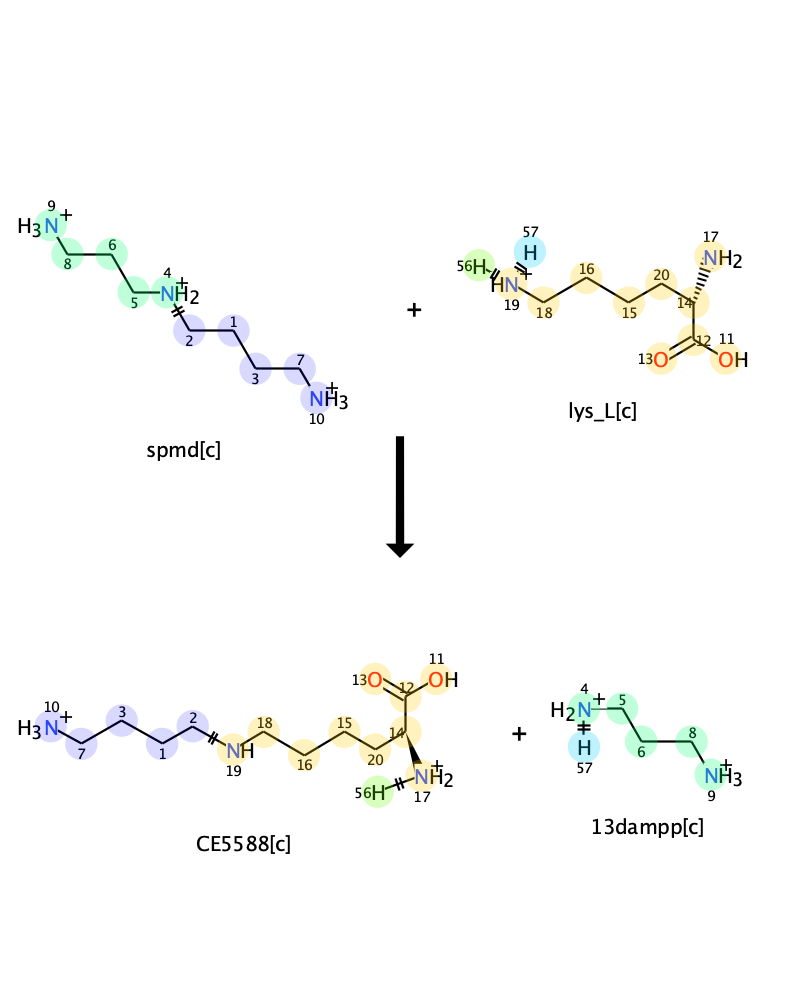 9
H3N+
6
8
4
NH2+
5
2
1
3
7
NH3+
10
spmd[c]
+
57
H
56H
HN+
19
16
18
15
20
17
NH2
14
12
11
13O
OH
lys_L[c]
10
H3N+
7
3
1
2
NH
19
18
16
15
20
13O
12
11
OH
14
NH2+
17
56H
CE5588[c]
+
4
H2N+
5
H
57
6
8
NH3+
9
13dampp[c]